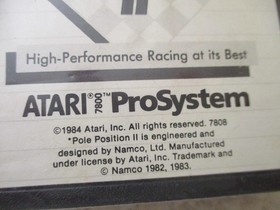 High-Performance Racing at its Best
ATARI® 7800™ ProSystem
©1984 Atari, Inc. All rights reserved. 7808
*Pole Position II is engineered and
designed by Namco, Ltd. Manufactured
under license by Atari, Inc. Trademark and
© Namco 1982, 1983.